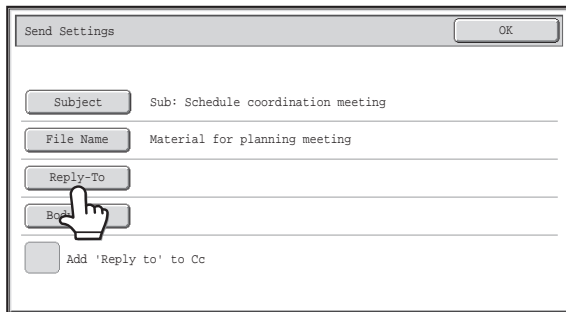 Send Settings
OK
Subject
Sub: Schedule coordination meeting
File Name
Material for planning meeting
Reply-To
Add 'Reply to' to Cc